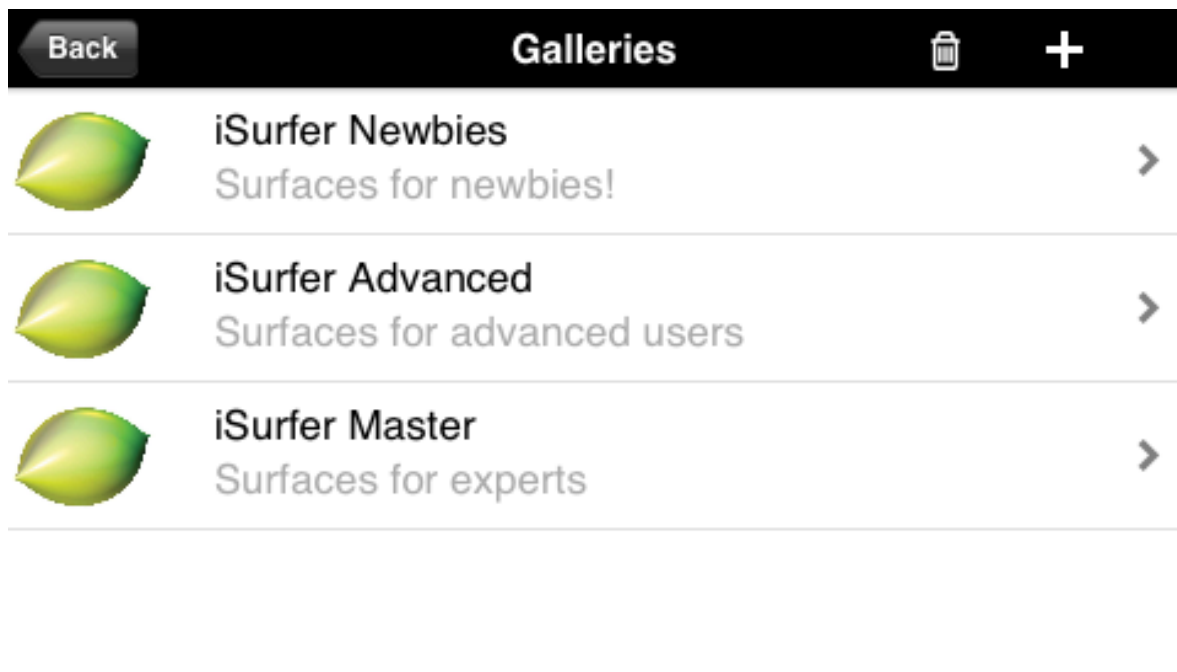 Back
Galleries
iSurfer Newbies
Surfaces for newbies!
iSurfer Advanced
Surfaces for advanced users
iSurfer Master
Surfaces for experts